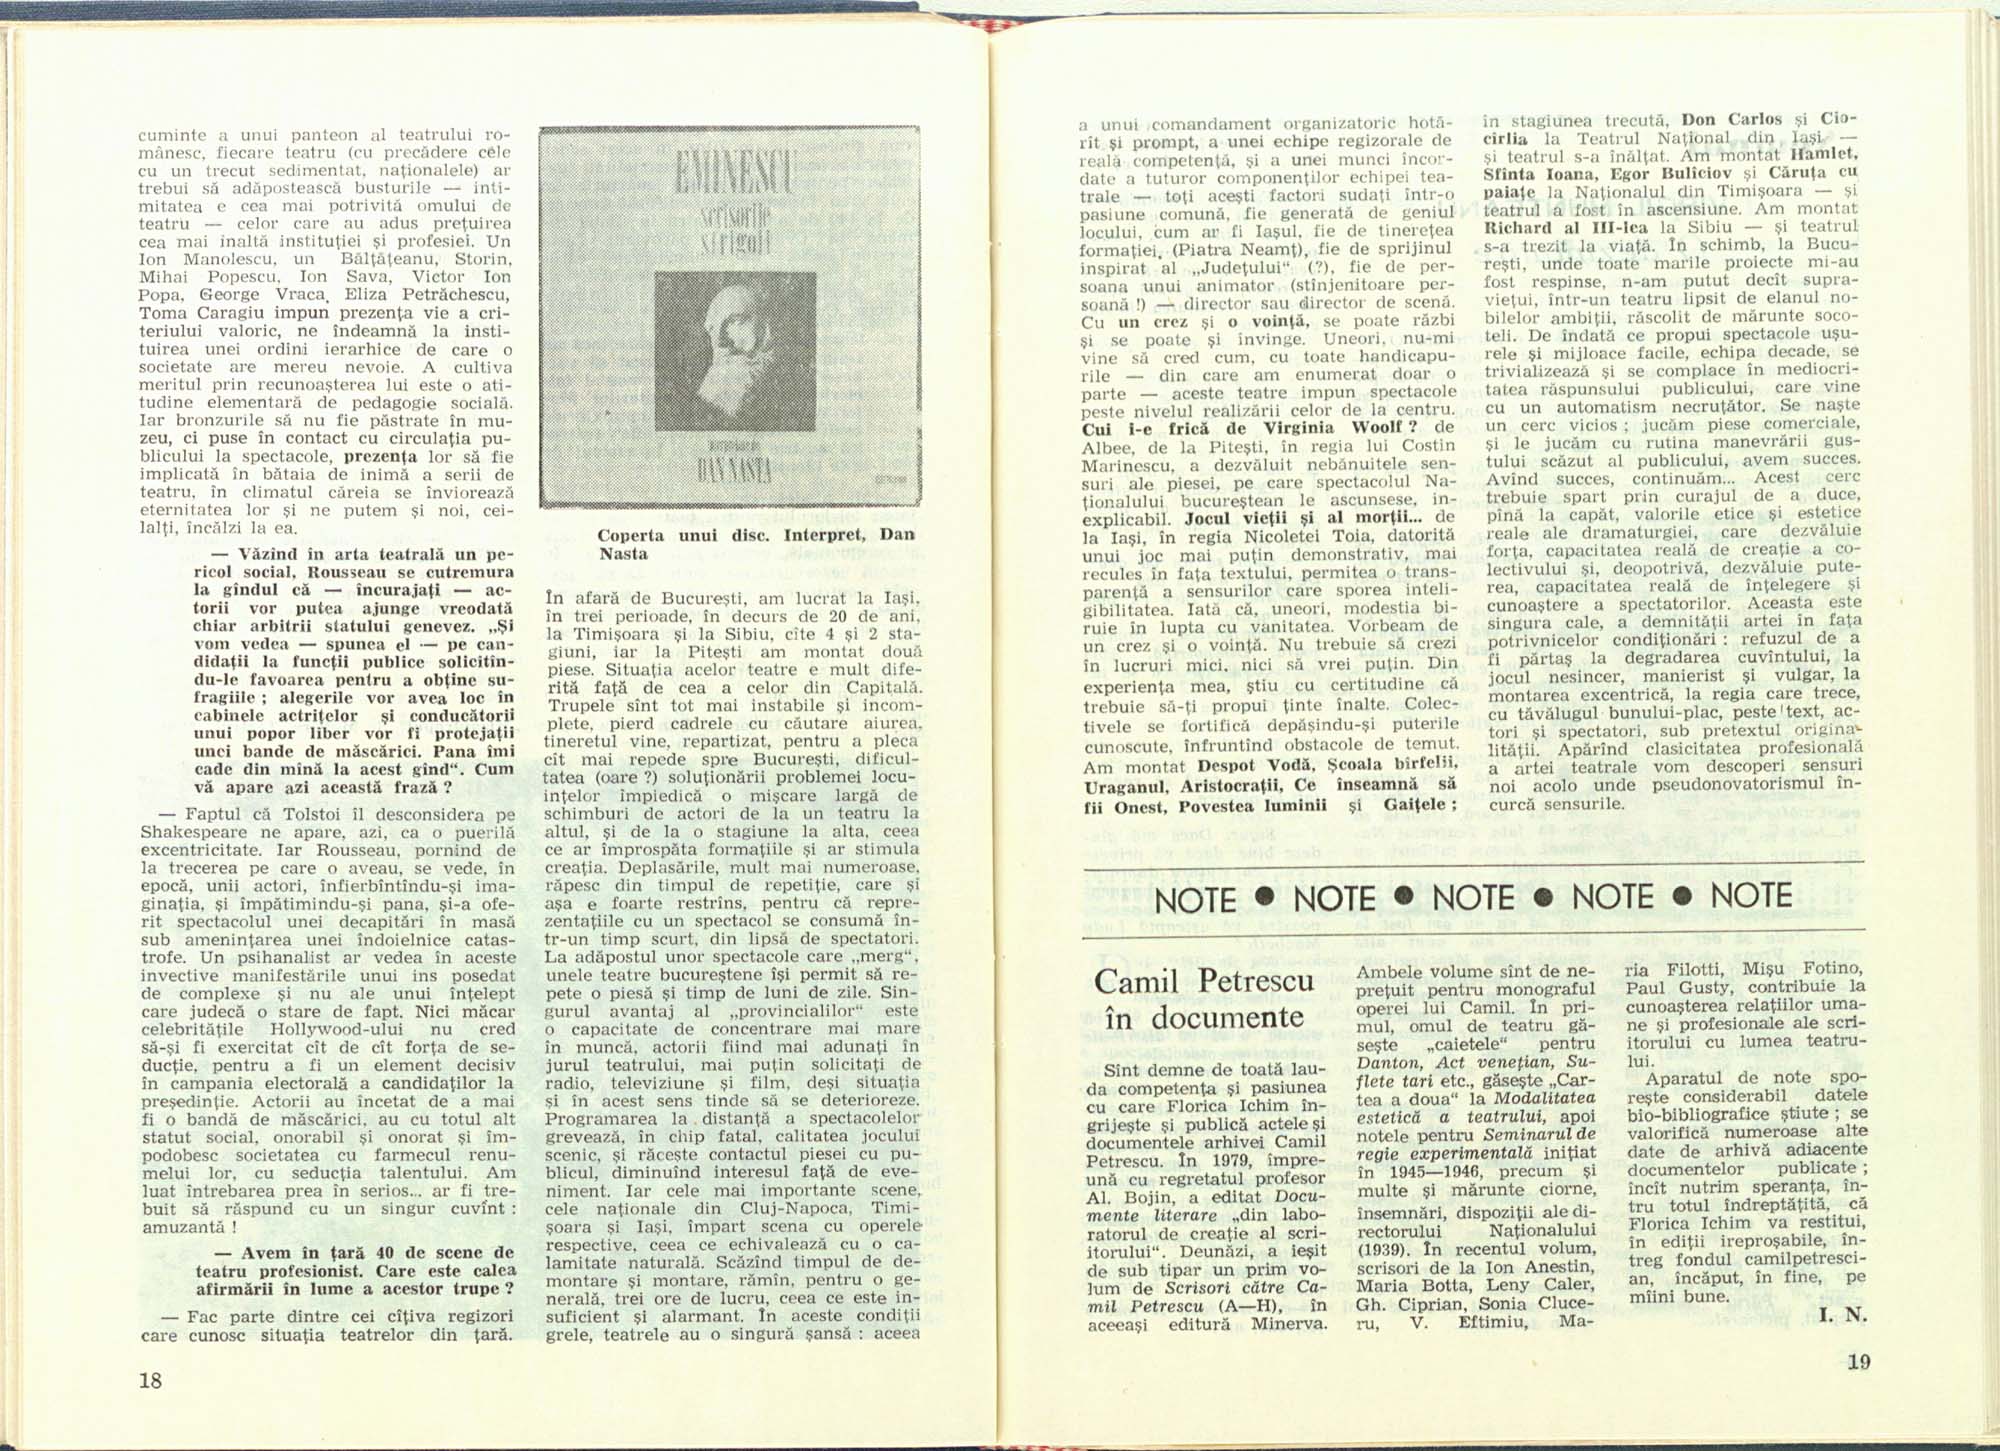 cuminte a unui panteon al teatrului ro-
mânesc, fiecare teatru (cu precădere cele
cu un trecut sedimentat, naționalele) ar
trebui să adăpostească busturile — inti-
mitatea e cea mai potrivită omului de
teatru — celor care au adus prețuirea
cea mai înaltă instituției și profesiei. Un
Ion Manolescu, un Bălțățeanu, Storin,
Mihai Popescu, Ion Sava, Victor Ion
Popa, George Vraca, Eliza Petrăchescu,
Toma Caragiu impun prezența vie a cri-
teriului valoric, ne îndeamnă la insti-
tuirea unei ordini ierarhice de care o
societate are mereu nevoie. A cultiva
meritul prin recunoașterea lui este o ati-
tudine elementară de pedagogie socială.
Iar bronzurile să nu fie păstrate în mu-
zeu, ci puse în contact cu circulația pu-
blicului la spectacole, prezența lor să fie
implicată în bătaia de inimă a serii de
teatru, în climatul căreia se înviorează
eternitatea lor și ne putem și noi, cei-
lalți, încălzi la ea.
— Văzînd în arta teatrală un pe-
ricol social, Rousseau se cutremura
la gîndul că — încurajați — ac-
torii vor putea ajunge vreodată
chiar arbitrii statului genevez. „Și
vom vedea — spunea el — pe can-
didații la funcții publice solicitîn-
du-le favoarea pentru a obține su-
fragiile ; alegerile vor avea loc în
cabinele actrițelor și conducătorii
unui popor liber vor fi protejații
unei bande de măscărici. Pana îmi
cade din mînă la acest gînd“. Cum
vă apare azi această frază ?
— Faptul că Tolstoi îl desconsidera pe
Shakespeare ne apare, azi, ca o puerilă
excentricitate. Iar Rousseau, pornind de
la trecerea pe care o aveau, se vede, în
epocă, unii actori, înfierbîntîndu-și ima-
ginația, și împătimindu-și pana, și-a ofe-
rit spectacolul unei decapitări în masă
sub amenințarea unei îndoielnice catas-
trofe. Un psihanalist ar vedea în aceste
invective manifestările unui ins posedat
de complexe și nu ale unui înțelept
care judecă o stare de fapt. Nici măcar
celebritățile Hollywood-ului nu cred
să-și fi exercitat cît de cît forța de se-
ducție, pentru a fi un element decisiv
în campania electorală a candidaților la
președinție. Actorii au încetat de a mai
fi o bandă de măscărici, au cu totul alt
statut social, onorabil și onorat și îm-
podobesc societatea cu farmecul renu-
melui lor, cu seducția talentului. Am
luat întrebarea prea în serios... ar fi tre-
buit să răspund cu un singur cuvînt :
amuzantă !
— Avem în țară 40 de scene de
teatru profesionist. Care este calea
afirmării în lume a acestor trupe ?
— Fac parte dintre cei cîțiva regizori
care cunosc situația teatrelor din țară.
18
EMINESCU
scrisorile
strigoii
DAN NASTA
Coperta unui disc. Interpret, Dan
Nasta
În afară de București, am lucrat la Iași,
în trei perioade, în decurs de 20 de ani,
la Timișoara și la Sibiu, cîte 4 și 2 sta-
giuni, iar la Pitești am montat două
piese. Situația acelor teatre e mult dife-
rită față de cea a celor din Capitală.
Trupele sînt tot mai instabile și incom-
plete, pierd cadrele cu căutare aiurea,
tineretul vine, repartizat, pentru a pleca
cît mai repede spre București, dificul-
tatea (oare ?) soluționării problemei locu-
ințelor împiedică o mișcare largă de
schimburi de actori de la un teatru la
altul, și de la o stagiune la alta, ceea
ce ar împrospăta formațiile și ar stimula
creația. Deplasările, mult mai numeroase,
răpesc din timpul de repetiție, care și
așa e foarte restrîns, pentru că repre-
zentațiile cu un spectacol se consumă în-
tr-un timp scurt, din lipsă de spectatori.
La adăpostul unor spectacole care „merg“,
unele teatre bucureștene își permit să re-
pete o piesă și timp de luni de zile. Sin-
gurul avantaj al „provincialilor“ este
o capacitate de concentrare mai mare
în muncă, actorii fiind mai adunați în
jurul teatrului, mai puțin solicitați de
radio, televiziune și film, deși situația
și în acest sens tinde să se deterioreze.
Programarea la distanță a spectacolelor
grevează, în chip fatal, calitatea jocului
scenic, și răcește contactul piesei cu pu-
blicul, diminuînd interesul față de eve-
niment. Iar cele mai importante scene,
cele naționale din Cluj-Napoca, Timi-
șoara și Iași, împart scena cu operele
respective, ceea ce echivalează cu o ca-
lamitate naturală. Scăzînd timpul de de-
montare și montare, rămîn, pentru o ge-
nerală, trei ore de lucru, ceea ce este in-
suficient și alarmant. În aceste condiții
grele, teatrele au o singură șansă : aceea
a unui comandament organizatoric hotă-
rît și prompt, a unei echipe regizorale de
reală competență, și a unei munci încor-
date a tuturor componenților echipei tea-
trale — toți acești factori sudați într-o
pasiune comună, fie generată de geniul
locului, cum ar fi Iașul, fie de tinerețea
formației, (Piatra Neamț), fie de sprijinul
inspirat al „Județului“ (?), fie de per-
soana unui animator (stînjenitoare per-
soană !) — director sau director de scenă.
Cu un crez și o voință, se poate răzbi
și se poate și învinge. Uneori, nu-mi
vine să cred cum, cu toate handicapu-
rile — din care am enumerat doar o
parte — aceste teatre impun spectacole
peste nivelul realizării celor de la centru.
Cui i-e frică de Virginia Woolf ? de
Albee, de la Pitești, în regia lui Costin
Marinescu, a dezvăluit nebănuitele sen-
suri ale piesei, pe care spectacolul Na-
ționalului bucureștean le ascunsese, in-
explicabil. Jocul vieții și al morții... de
la Iași, în regia Nicoletei Toia, datorită
unui joc mai puțin demonstrativ, mai
recules în fața textului, permitea o trans-
parență a sensurilor care sporea inteli-
gibilitatea. Iată că, uneori, modestia bi-
ruie în lupta cu vanitatea. Vorbeam de
un crez și o voință. Nu trebuie să crezi
în lucruri mici, nici să vrei puțin. Din
experiența mea, știu cu certitudine că
trebuie să-ți propui ținte înalte. Colec-
tivele se fortifică depășindu-și puterile
cunoscute, înfruntînd obstacole de temut.
Am montat Despot Vodă, Școala bîrfelii,
Uraganul, Aristocrații, Ce înseamnă să
fii Onest, Povestea luminii și Gaițele ;
în stagiunea trecută, Don Carlos și Cio-
cîrlia la Teatrul Național din Iași —
și teatrul s-a înălțat. Am montat Hamlet,
Sfînta Ioana, Egor Buliciov și Căruța cu
paiațe la Naționalul din Timișoara — și
teatrul a fost în ascensiune. Am montat
Richard al III-lea la Sibiu — și teatrul
s-a trezit la viață. În schimb, la Bucu-
rești, unde toate marile proiecte mi-au
fost respinse, n-am putut decît supra-
viețui, într-un teatru lipsit de elanul no-
bilelor ambiții, răscolit de mărunte soco-
teli. De îndată ce propui spectacole ușu-
rele și mijloace facile, echipa decade, se
trivializează și se complace în mediocri-
tatea răspunsului publicului, care vine
cu un automatism necruțător. Se naște
un cerc vicios ; jucăm piese comerciale,
și le jucăm cu rutina manevrării gus-
tului scăzut al publicului, avem succes.
Avînd succes, continuăm... Acest cerc
trebuie spart prin curajul de a duce,
pînă la capăt, valorile etice și estetice
reale ale dramaturgiei, care dezvăluie
forța, capacitatea reală de creație a co-
lectivului și, deopotrivă, dezvăluie pute-
rea, capacitatea reală de înțelegere și
cunoaștere a spectatorilor. Aceasta este
singura cale, a demnității artei în fața
potrivnicelor condiționări : refuzul de a
fi părtaș la degradarea cuvîntului, la
jocul nesincer, manierist și vulgar, la
montarea excentrică, la regia care trece,
cu tăvălugul bunului-plac, peste text, ac-
tori și spectatori, sub pretextul origina-
lității. Apărînd clasicitatea profesională
a artei teatrale vom descoperi sensuri
noi acolo unde pseudonovatorismul în-
curcă sensurile.
NOTE ● NOTE ● NOTE ● NOTE ● NOTE
Camil Petrescu
în documente
Sînt demne de toată lau-
da competența și pasiunea
cu care Florica Ichim în-
grijește și publică actele și
documentele arhivei Camil
Petrescu. În 1979, împre-
ună cu regretatul profesor
Al. Bojin, a editat Docu-
mente literare „din labo-
ratorul de creație al scri-
itorului“. Deunăzi, a ieșit
de sub tipar un prim vo-
lum de Scrisori către Ca-
mil Petrescu (A—H), în
aceeași editură Minerva.
Ambele volume sînt de ne-
prețuit pentru monograful
operei lui Camil. În pri-
mul, omul de teatru gă-
sește „caietele“ pentru
Danton, Act venețian, Su-
flete tari etc., găsește „Car-
tea a doua“ la Modalitatea
estetică a teatrului, apoi
notele pentru Seminarul de
regie experimentală inițiat
în 1945—1946, precum și
multe și mărunte ciorne,
însemnări, dispoziții ale di-
rectorului Naționalului
(1939). În recentul volum,
scrisori de la Ion Anestin,
Maria Botta, Leny Caler,
Gh. Ciprian, Sonia Cluce-
ru, V. Eftimiu, Ma-
ria Filotti, Mișu Fotino,
Paul Gusty, contribuie la
cunoașterea relațiilor uma-
ne și profesionale ale scri-
itorului cu lumea teatru-
lui.
Aparatul de note spo-
rește considerabil datele
bio-bibliografice știute ; se
valorifică numeroase alte
date de arhivă adiacente
documentelor publicate ;
încît nutrim speranța, în-
tru totul îndreptățită, că
Florica Ichim va restitui,
în ediții ireproșabile, în-
treg fondul camilpetresci-
an, încăput, în fine, pe
mîini bune.
I. N.
19